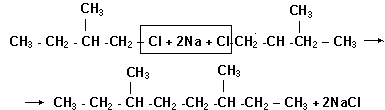 CH₃ CH₃
CH₃ - CH₂ - CH - CH₂ – Cl + 2Na + Cl-CH₂ - CH - CH₂ – CH₃ ⟶
CH₃ CH₃
⟶ CH₃ - CH₂ - CH - CH₂ - CH₂ - CH - CH₂ – CH₃ + 2NaCl